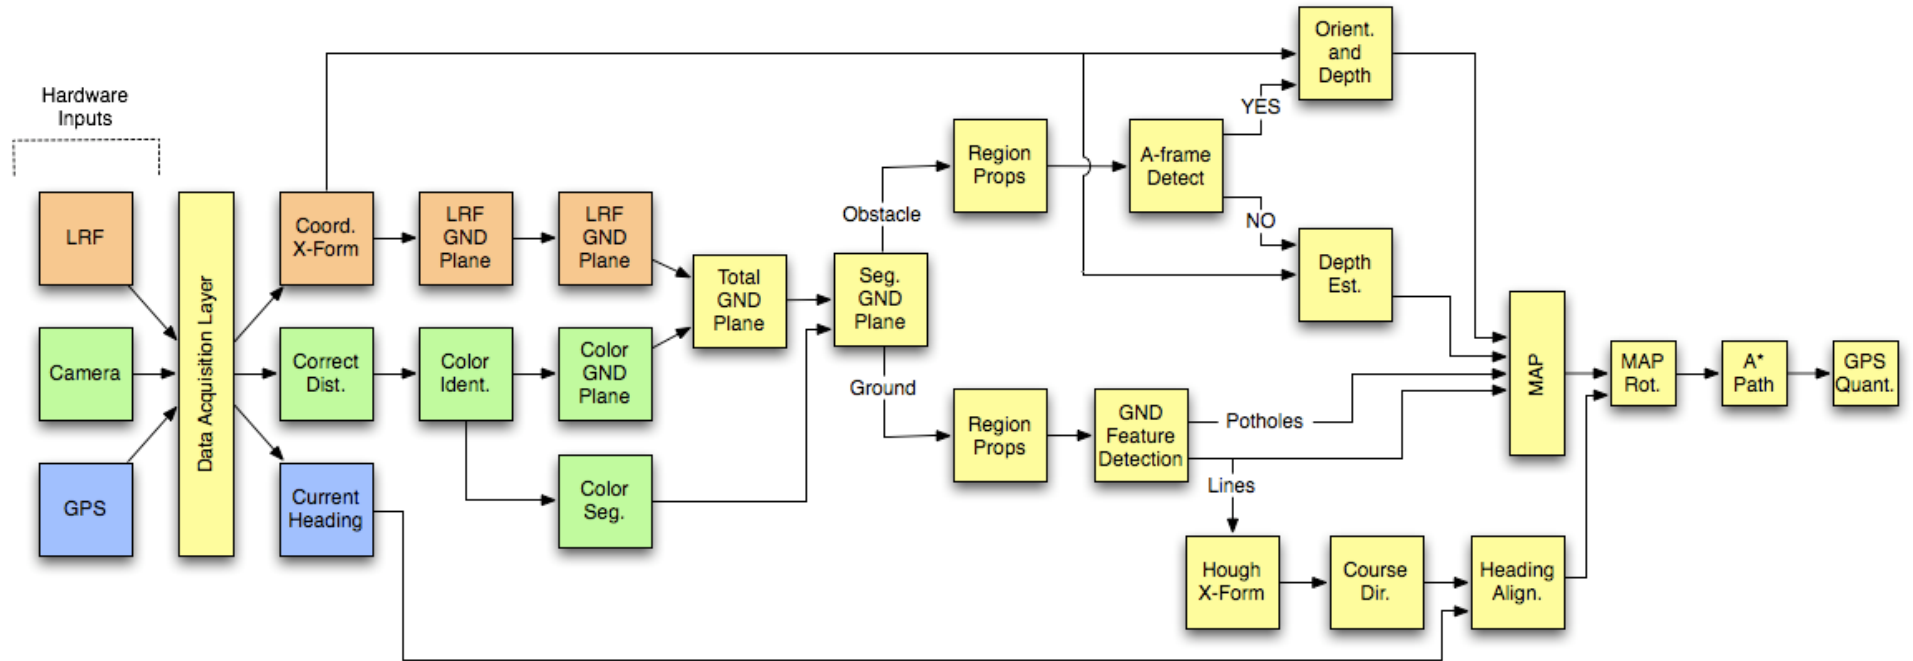 Hardware
Inputs
LRF
Camera
GPS
Data Acquisition Layer
Coord.
X-Form
LRF
GND
Plane
LRF
GND
Plane
Correct
Dist.
Color
Ident.
Color
GND
Plane
Color
Seg.
Current
Heading
Total
GND
Plane
Seg.
GND
Plane
Obstacle
Ground
Region
Props
A-frame
Detect
YES
NO
Orient.
and
Depth
Depth
Est.
Region
Props
GND
Feature
Detection
Potholes
Lines
Hough
X-Form
Course
Dir.
Heading
Align.
MAP
MAP
Rot.
A*
Path
GPS
Quant.